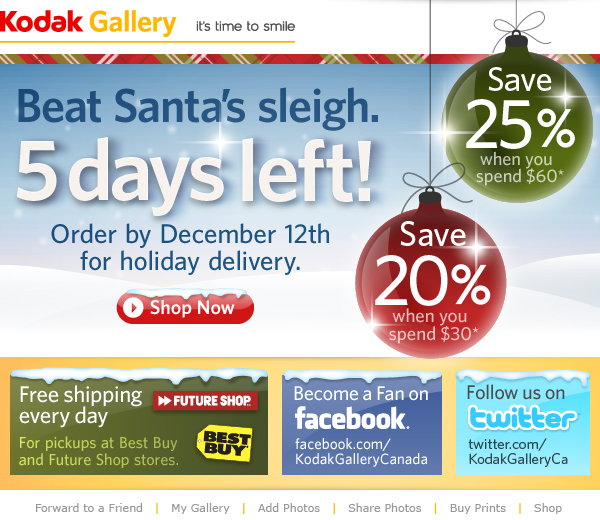 Kodak Gallery it's time to smile
Beat Santa's sleigh.
5 days left!
Order by December 12th
for holiday delivery.
Shop Now
Save
25%
when you
spend $60*
Save
20%
when you
spend $30*
Free shipping
every day
FUTURE SHOP
BEST
BUY
For pickups at Best Buy
and Future Shop stores.
Become a Fan on
facebook.
facebook.com/
KodakGalleryCanada
Follow us on
twitter
twitter.com/
KodakGalleryCa
Forward to a Friend | My Gallery | Add Photos | Share Photos | Buy Prints | Shop